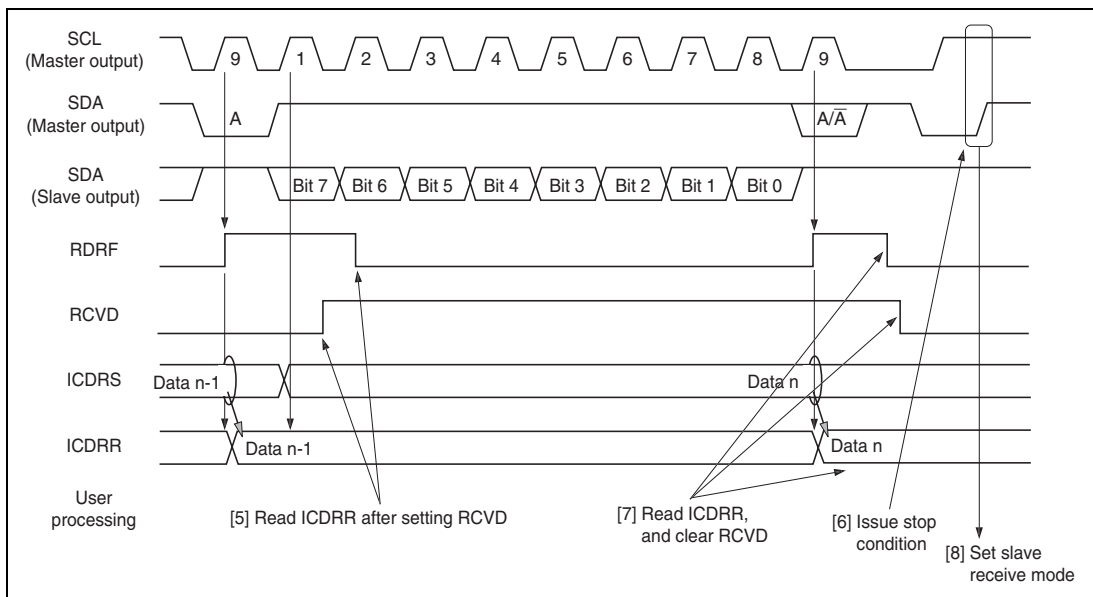 SCL
(Master output)
9 1 2 3 4 5 6 7 8 9
SDA
(Master output)
A A/A̅
SDA
(Slave output)
Bit 7 Bit 6 Bit 5 Bit 4 Bit 3 Bit 2 Bit 1 Bit 0
RDRF
RCVD
ICDRS
Data n-1 Data n
ICDRR
Data n-1 Data n
User
processing
[5] Read ICDRR after setting RCVD
[7] Read ICDRR,
and clear RCVD
[6] Issue stop
condition
[8] Set slave
receive mode